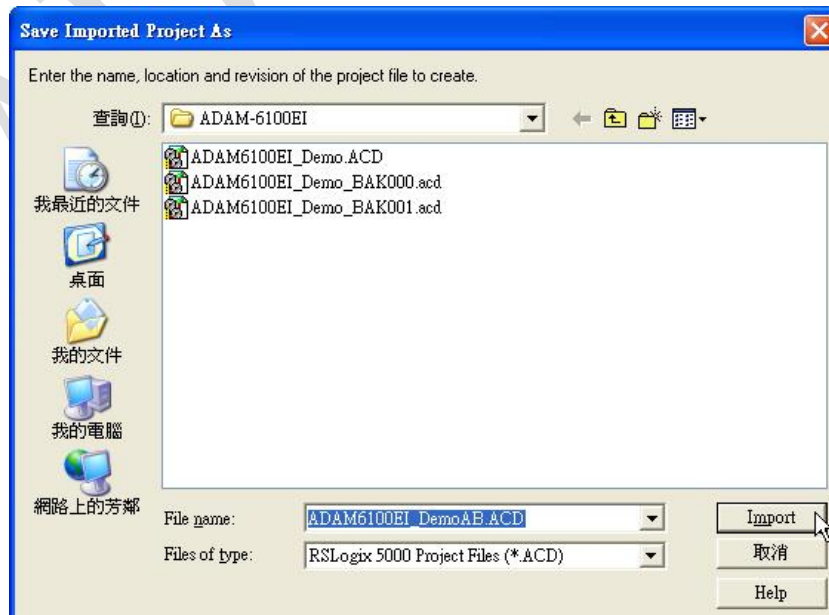 Save Imported Project As
Enter the name, location and revision of the project file to create.
查詢(I):
ADAM-6100EI
ADAM6100EI_Demo.ACD
ADAM6100EI_Demo_BAK000.acd
ADAM6100EI_Demo_BAK001.acd
我最近的文件
桌面
我的文件
我的電腦
網路上的芳鄰
File name:
ADAM6100EI_DemoAB.ACD
Import
Files of type:
RSLogix 5000 Project Files (*.ACD)
取消
Help